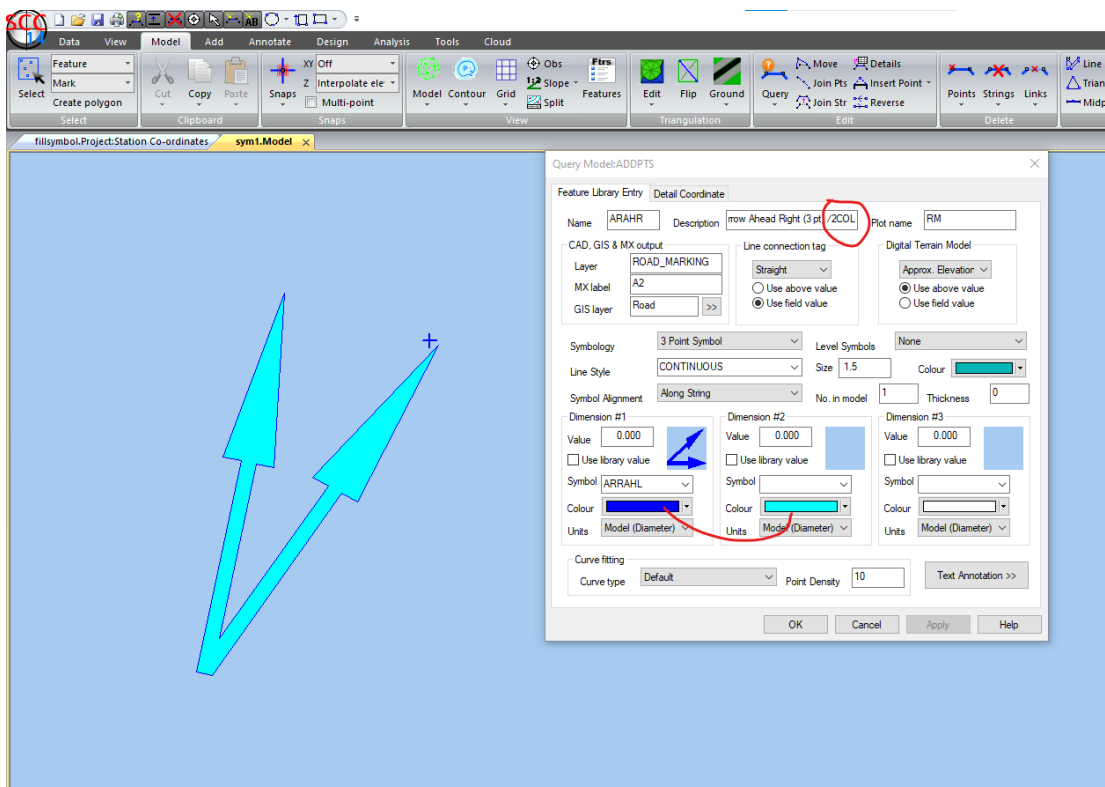 SCC
14
Data View Model Add Annotate Design Analysis Tools Cloud
Feature
Mark
Create polygon
Select
Select
Cut Copy Paste
Clipboard
Snaps
XY Off
Z Interpolate ele
Multi-point
Snaps
Model Contour Grid
Obs
1:2 Slope
Split
Ftrs
Features
View
Edit Flip Ground
Triangulation
Query
Move Details
Join Pts Insert Point
Join Str Reverse
Edit
Points Strings Links
Delete
Line
Trian
Midp
fillsymbol.Project:Station Co-ordinates sym1.Model
Query Model:ADDPTS
Feature Library Entry Detail Coordinate
Name ARAHR Description rrow Ahead Right (3 pt) /2COL Plot name RM
CAD, GIS & MX output
Layer ROAD_MARKING
MX label A2
GIS layer Road >>
Line connection tag
Straight
Use above value
Use field value
Digital Terrain Model
Approx. Elevation
Use above value
Use field value
Symbology 3 Point Symbol Level Symbols None
Line Style CONTINUOUS Size 1.5 Colour
Symbol Alignment Along String No. in model 1 Thickness 0
Dimension #1
Value 0.000
Use library value
Symbol ARRAHL
Colour
Units Model (Diameter)
Dimension #2
Value 0.000
Use library value
Symbol
Colour
Units Model (Diameter)
Dimension #3
Value 0.000
Use library value
Symbol
Colour
Units Model (Diameter)
Curve fitting
Curve type Default Point Density 10
Text Annotation >>
OK Cancel Apply Help